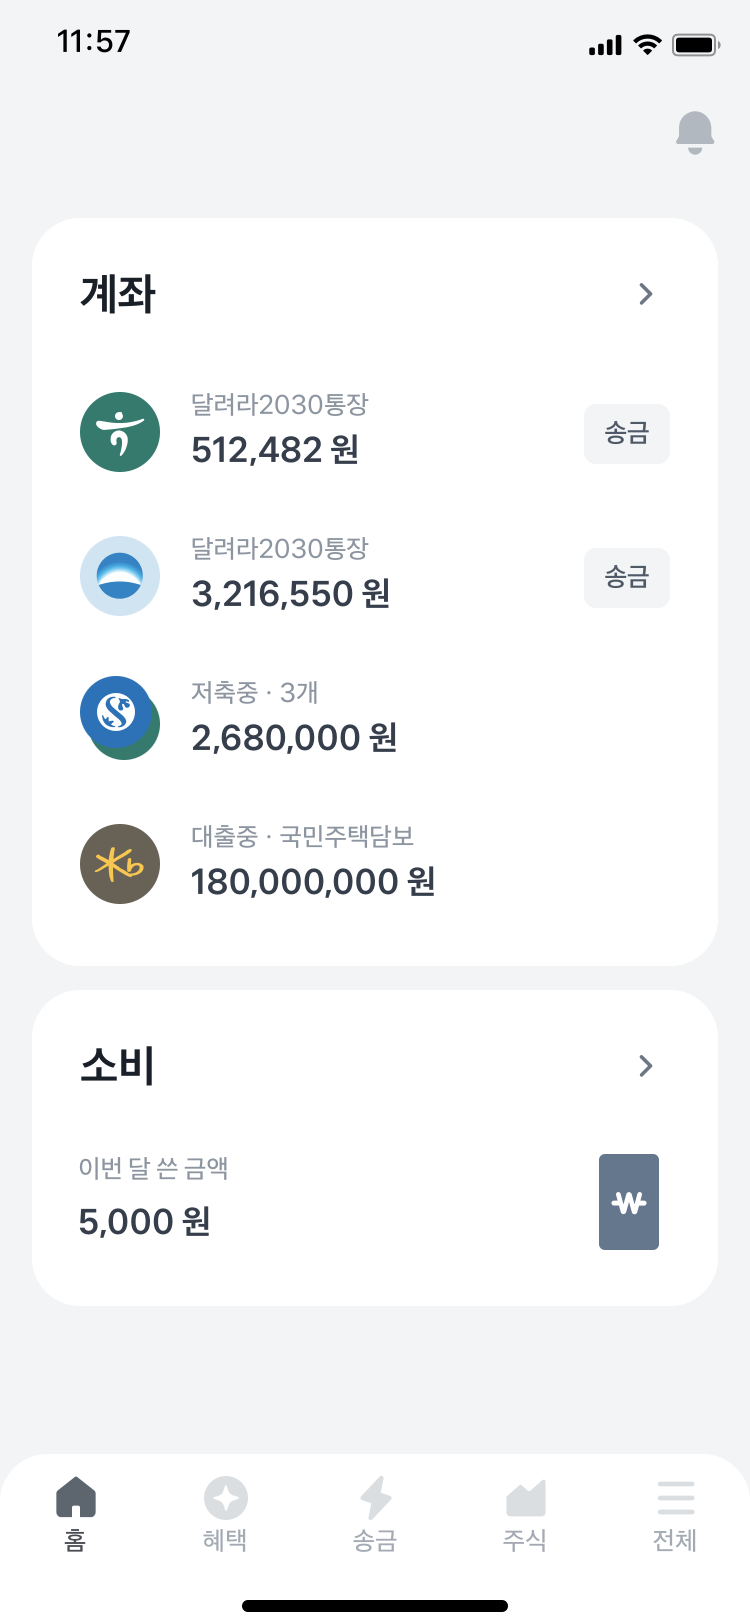 11:57
계좌
달려라2030통장
512,482 원
송금
달려라2030통장
3,216,550 원
송금
저축중 · 3개
2,680,000 원
대출중 · 국민주택담보
180,000,000 원
소비
이번 달 쓴 금액
5,000 원
홈
혜택
송금
주식
전체